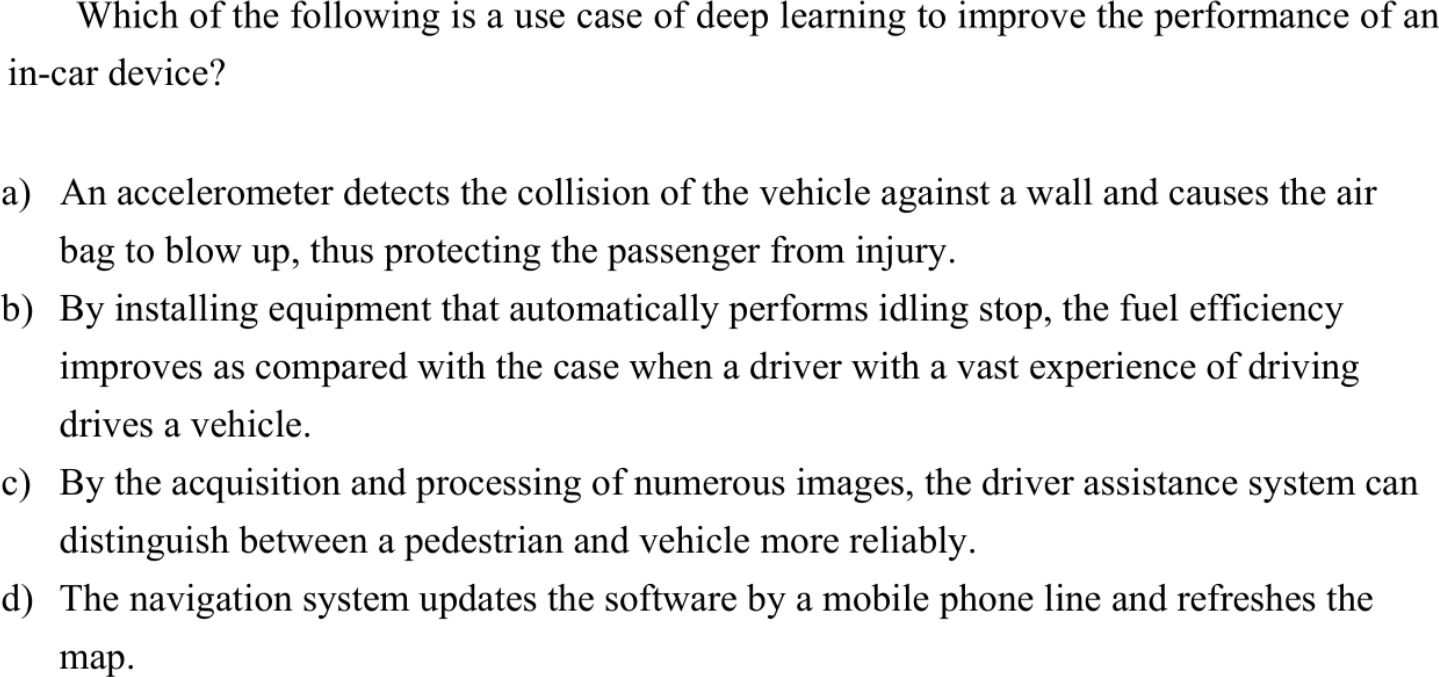 Which of the following is a use case of deep learning to improve the performance of an
in-car device?
a) An accelerometer detects the collision of the vehicle against a wall and causes the air
bag to blow up, thus protecting the passenger from injury.
b) By installing equipment that automatically performs idling stop, the fuel efficiency
improves as compared with the case when a driver with a vast experience of driving
drives a vehicle.
c) By the acquisition and processing of numerous images, the driver assistance system can
distinguish between a pedestrian and vehicle more reliably.
d) The navigation system updates the software by a mobile phone line and refreshes the
map.